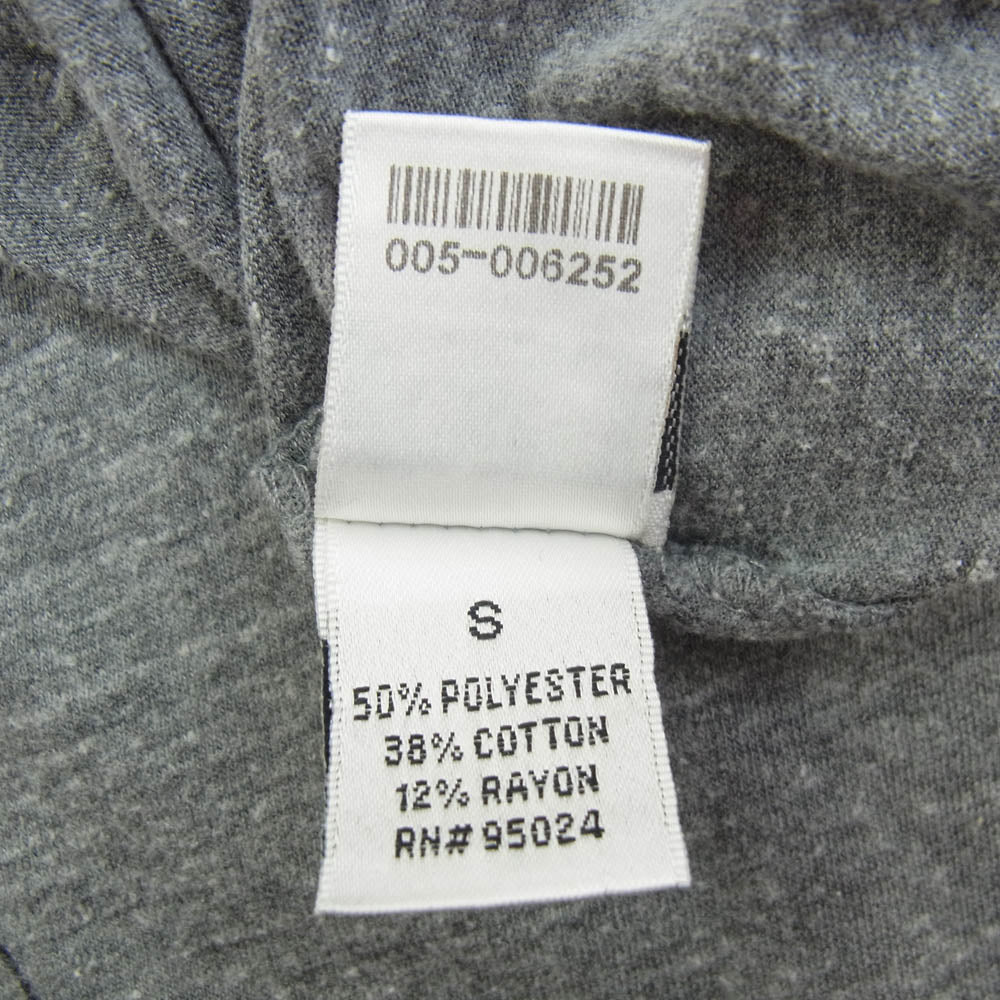 005-006252
S
50% POLYESTER
38% COTTON
12% RAYON
RN# 95024